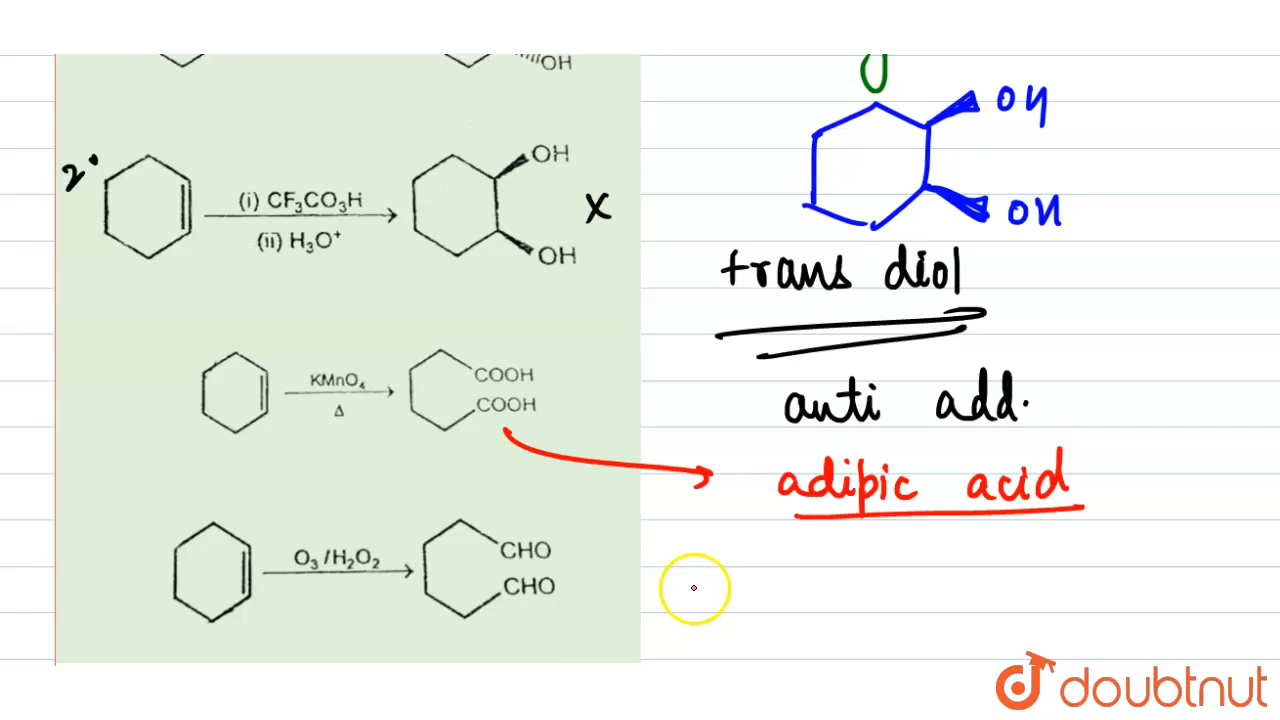 OH
OH
2.
OH
(i) CF₃CO₃H
(ii) H₃O⁺
X
OH
OH
trans diol
KMnO₄
Δ
COOH
COOH
anti add.
adipic acid
O₃/H₂O₂
CHO
CHO
doubtnut